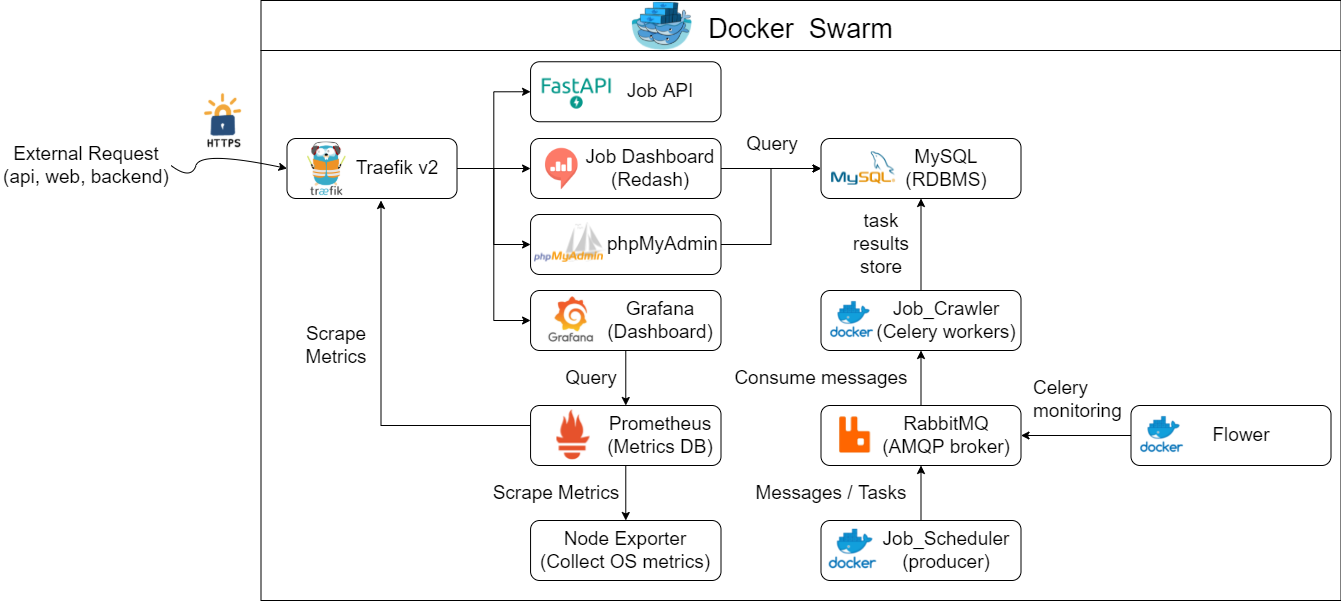 Docker Swarm
HTTPS
External Request
(api, web, backend)
træfik
Traefik v2
FastAPI
Job API
Job Dashboard
(Redash)
Query
MySQL
MySQL
(RDBMS)
phpMyAdmin
phpMyAdmin
task
results
store
Grafana
Grafana
(Dashboard)
docker
Job_Crawler
(Celery workers)
Scrape
Metrics
Query
Consume messages
Celery
monitoring
Prometheus
(Metrics DB)
RabbitMQ
(AMQP broker)
docker
Flower
Scrape Metrics
Messages / Tasks
Node Exporter
(Collect OS metrics)
docker
Job_Scheduler
(producer)